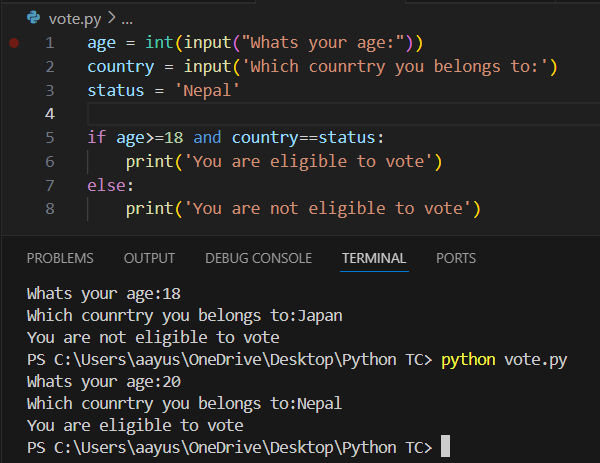 vote.py > ...
1 age = int(input("Whats your age:"))
2 country = input('Which counrtry you belongs to:')
3 status = 'Nepal'
4
5 if age>=18 and country==status:
6     print('You are eligible to vote')
7 else:
8     print('You are not eligible to vote')
PROBLEMS OUTPUT DEBUG CONSOLE TERMINAL PORTS
Whats your age:18
Which counrtry you belongs to:Japan
You are not eligible to vote
PS C:\Users\aayus\OneDrive\Desktop\Python TC> python vote.py
Whats your age:20
Which counrtry you belongs to:Nepal
You are eligible to vote
PS C:\Users\aayus\OneDrive\Desktop\Python TC>